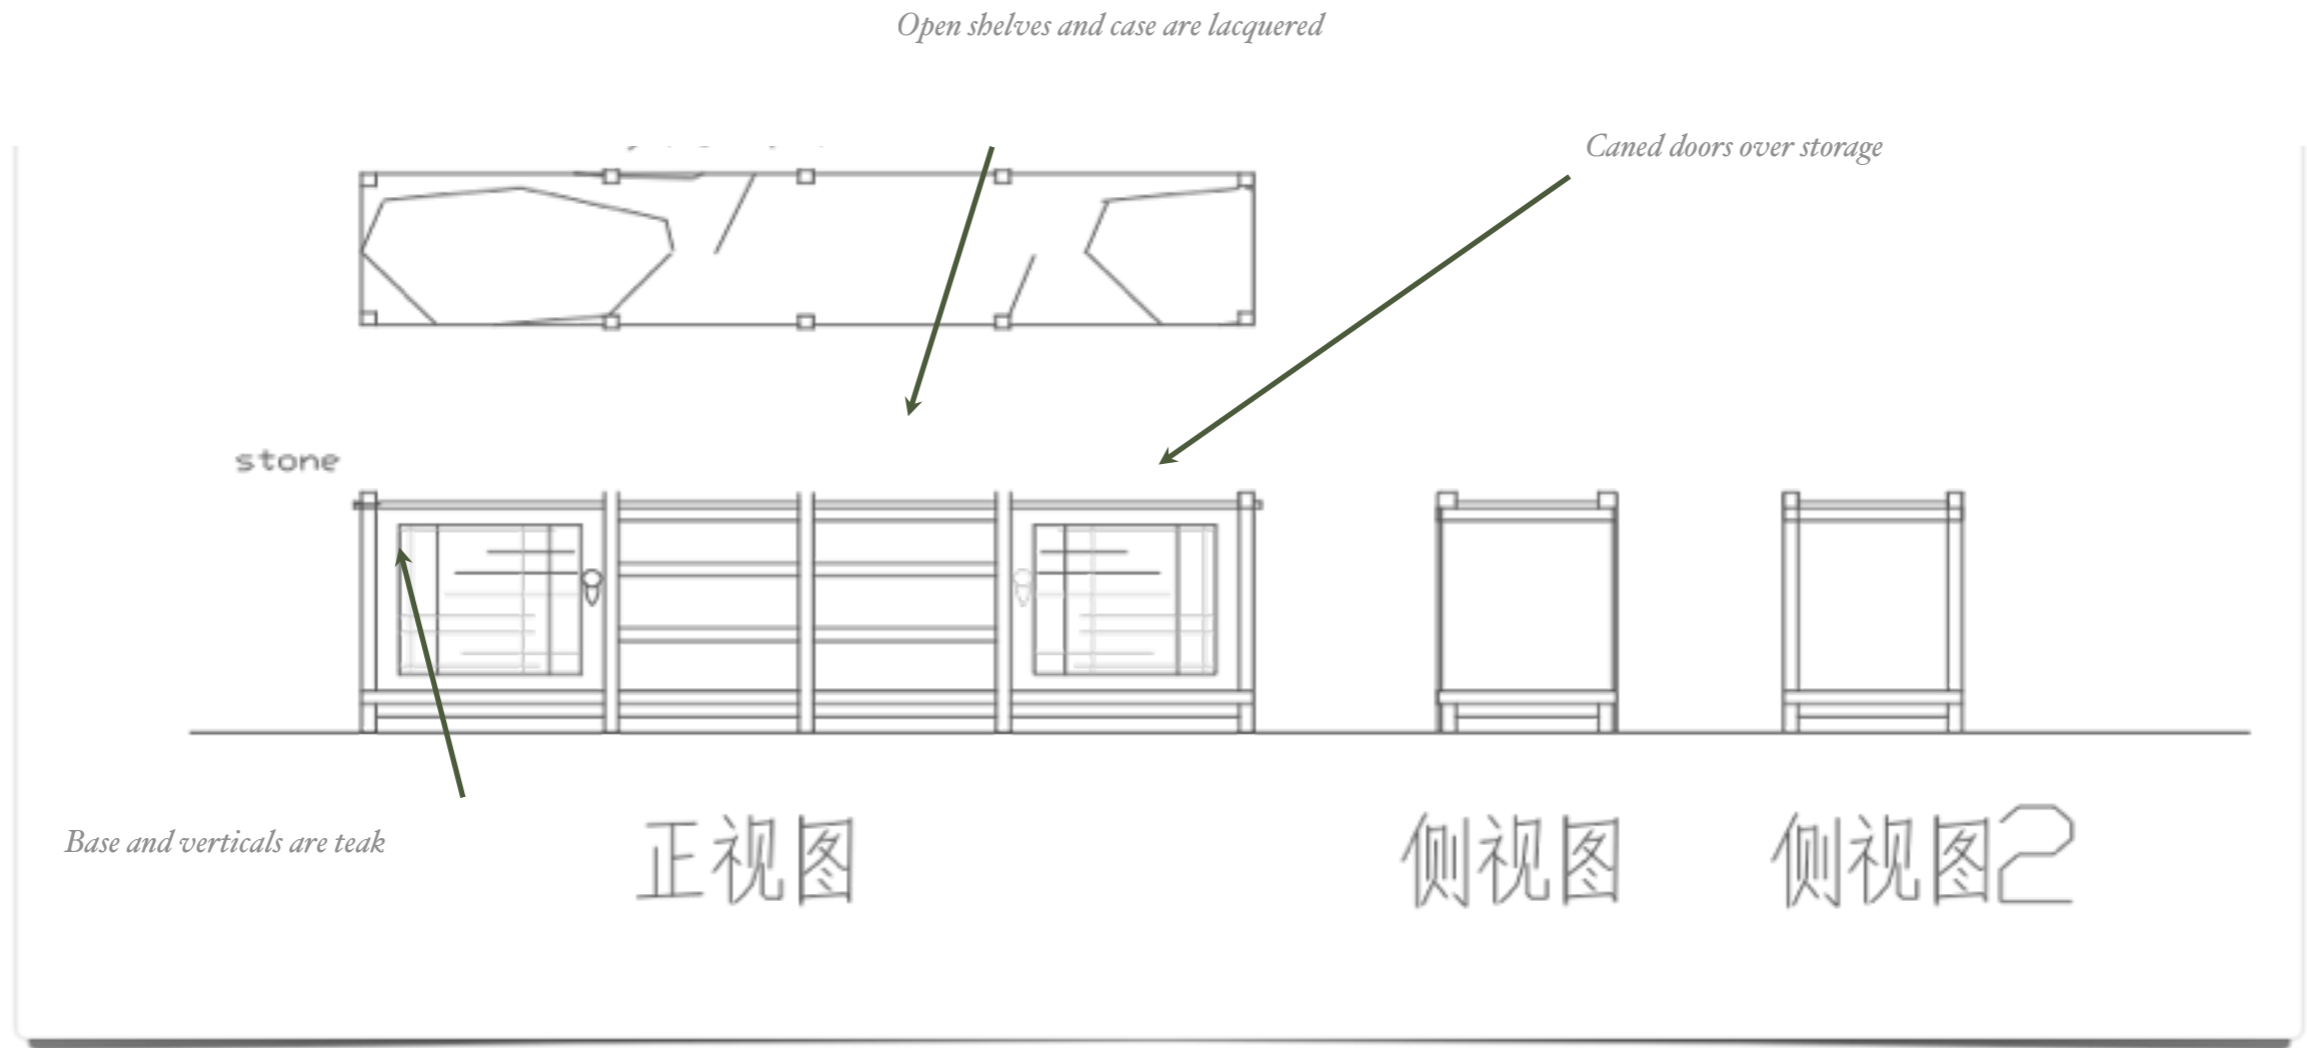 Open shelves and case are lacquered
Caned doors over storage
stone
Base and verticals are teak
正视图
侧视图
侧视图2